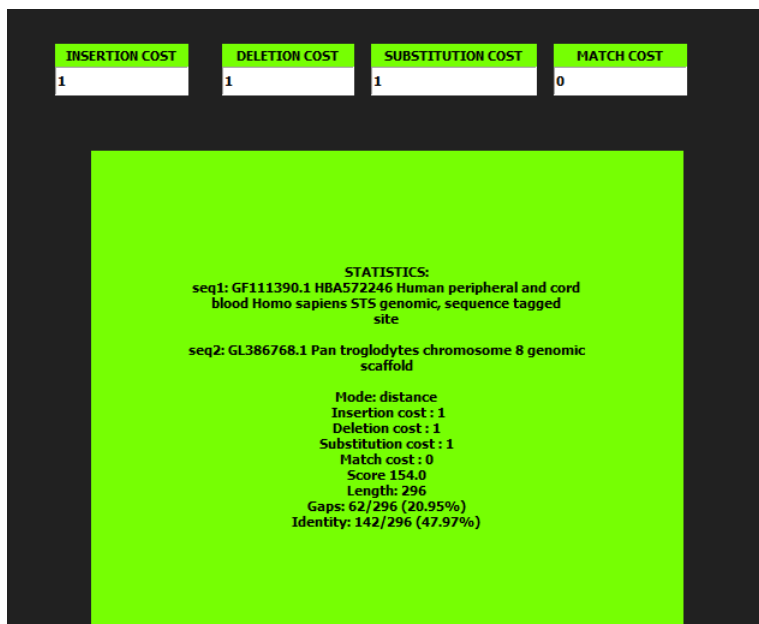 INSERTION COST DELETION COST SUBSTITUTION COST MATCH COST
1 1 1 0
STATISTICS:
seq1: GF111390.1 HBA572246 Human peripheral and cord
blood Homo sapiens STS genomic, sequence tagged
site
seq2: GL386768.1 Pan troglodytes chromosome 8 genomic
scaffold
Mode: distance
Insertion cost : 1
Deletion cost : 1
Substitution cost : 1
Match cost : 0
Score 154.0
Length: 296
Gaps: 62/296 (20.95%)
Identity: 142/296 (47.97%)